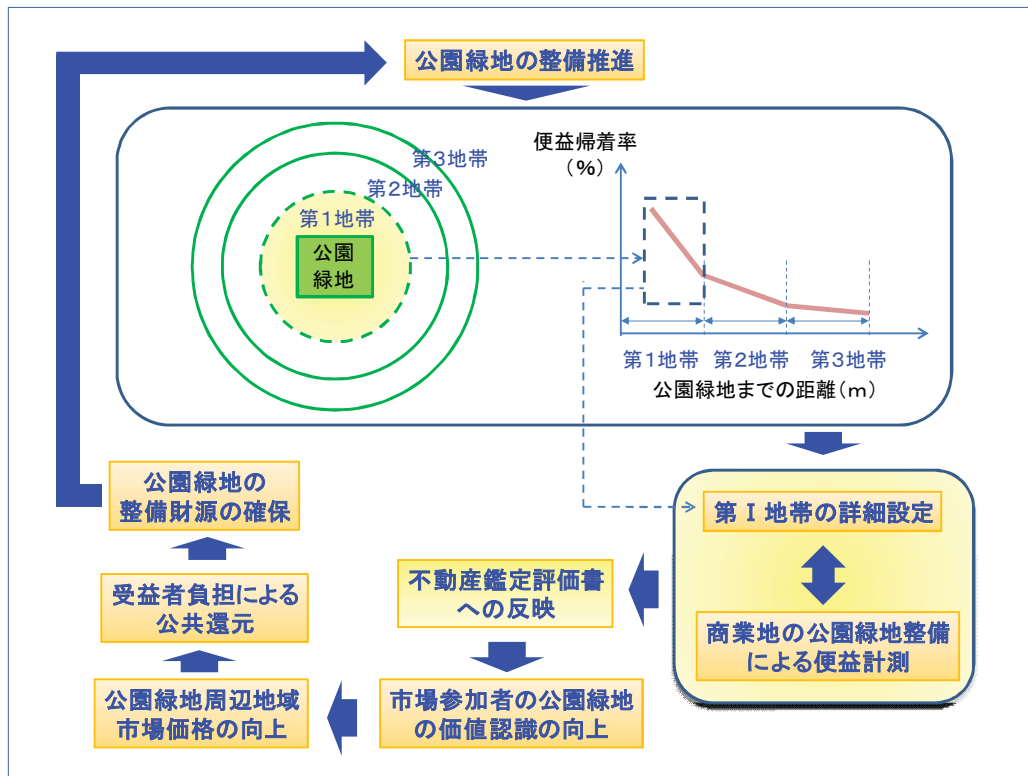 公園緑地の整備推進
第3地帯
第2地帯
第1地帯
公園
緑地
便益帰着率
(%)
第1地帯
第2地帯
第3地帯
公園緑地までの距離(m)
第Ⅰ地帯の詳細設定
商業地の公園緑地整備
による便益計測
不動産鑑定評価書
への反映
市場参加者の公園緑地
の価値認識の向上
公園緑地周辺地域
市場価格の向上
受益者負担による
公共還元
公園緑地の
整備財源の確保